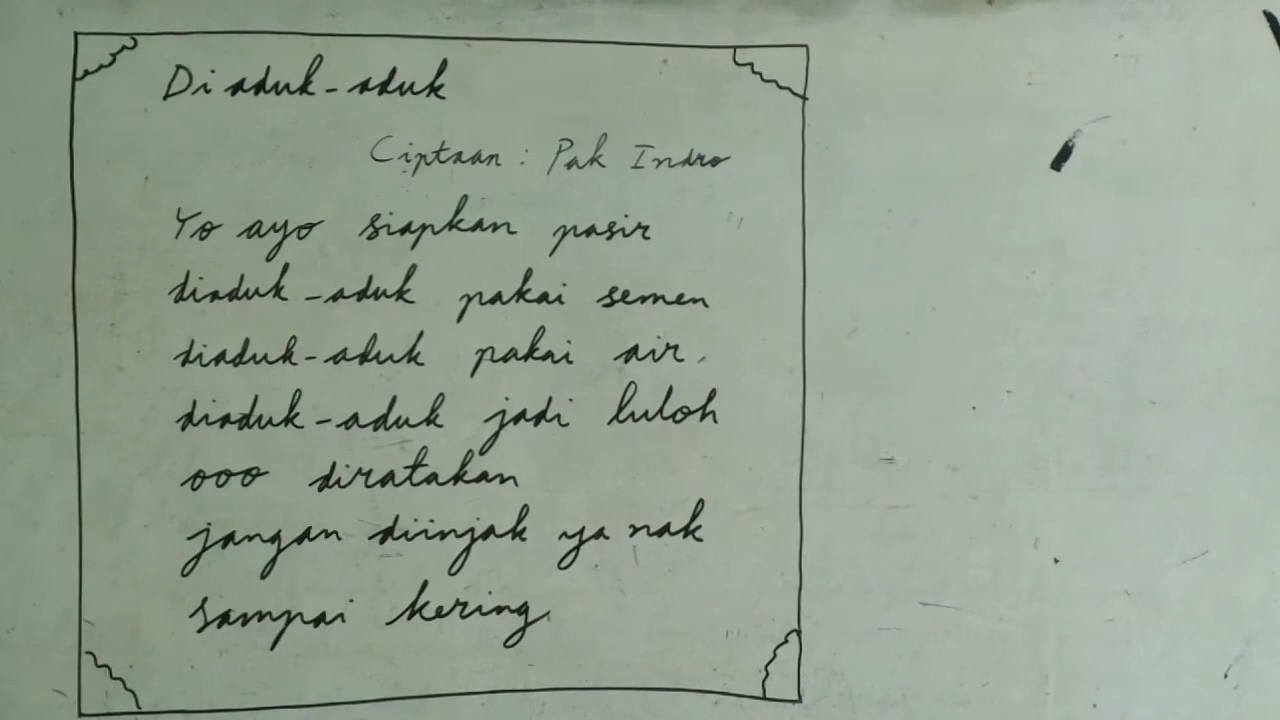 Di aduk-aduk
Ciptaan : Pak Indro
Yo ayo siapkan pasir
diaduk-aduk pakai semen
diaduk-aduk pakai air.
diaduk-aduk jadi luloh
ooo diratakan
jangan diinjak ya nak
sampai kering.